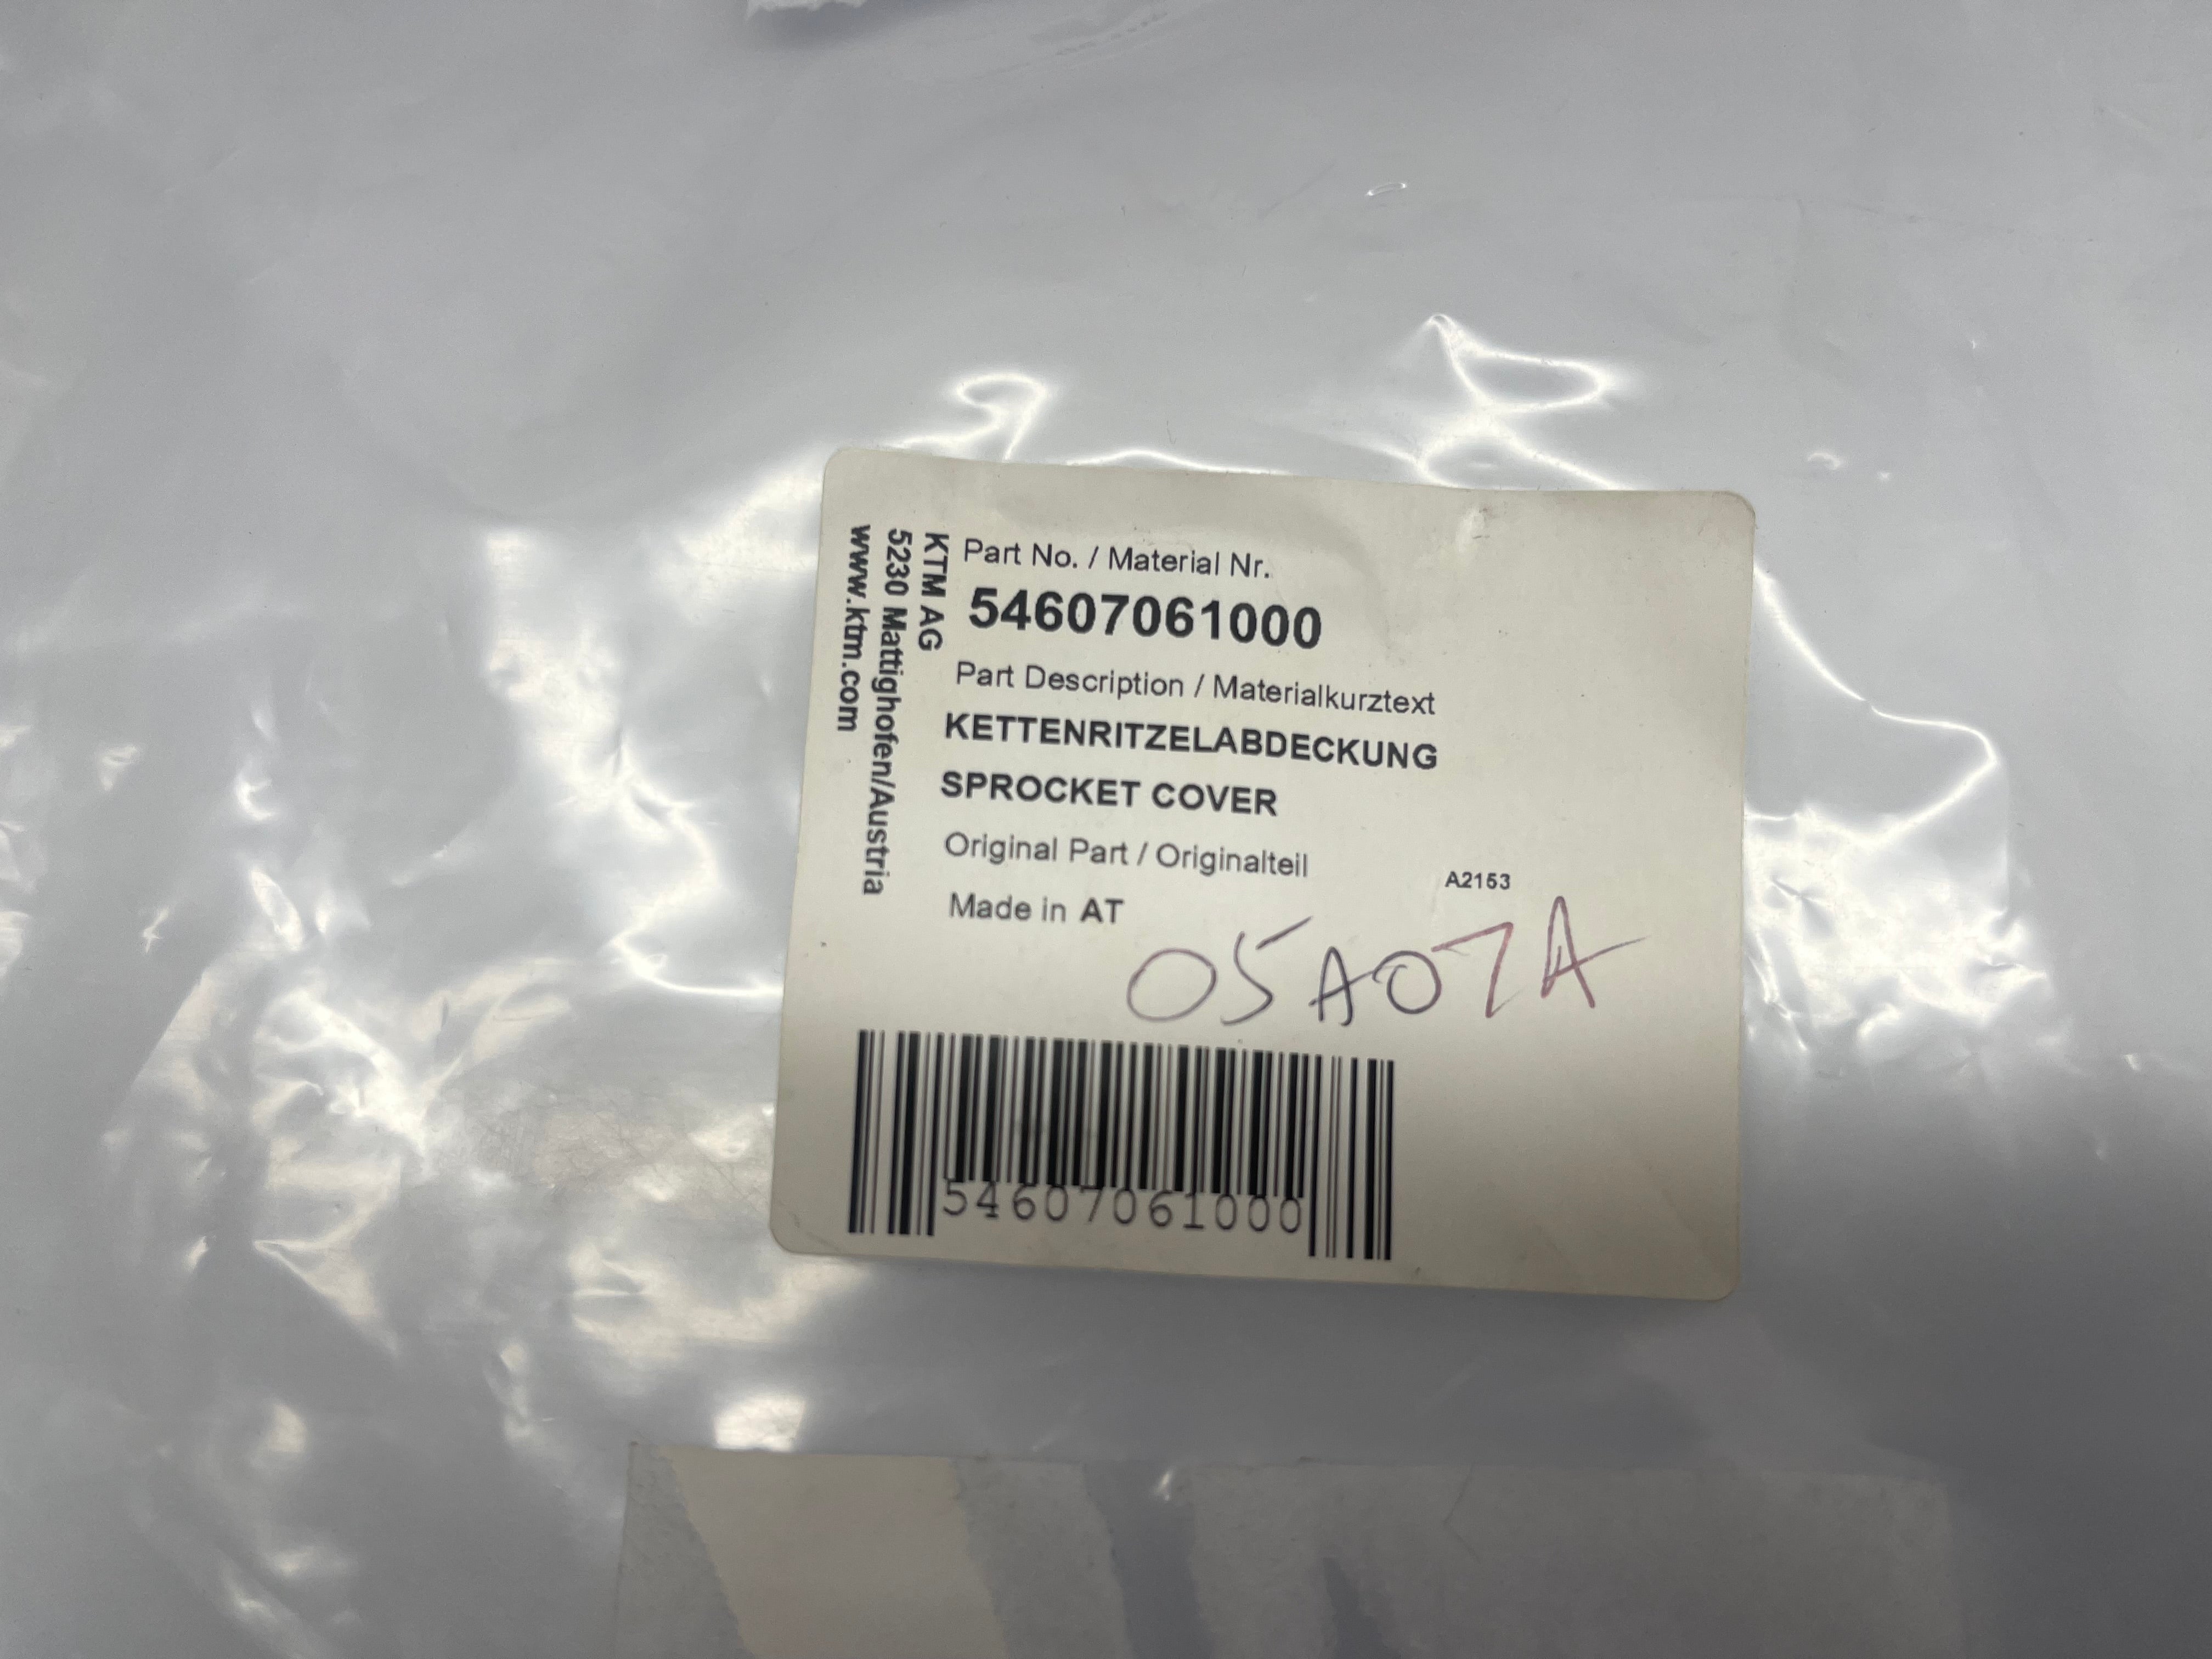 KTM AG
5230 Mattighofen/Austria
www.ktm.com
Part No. / Material Nr.
54607061000
Part Description / Materialkurztext
KETTENRITZELABDECKUNG
SPROCKET COVER
Original Part / Originalteil
A2153
Made in AT
05A07A
54607061000